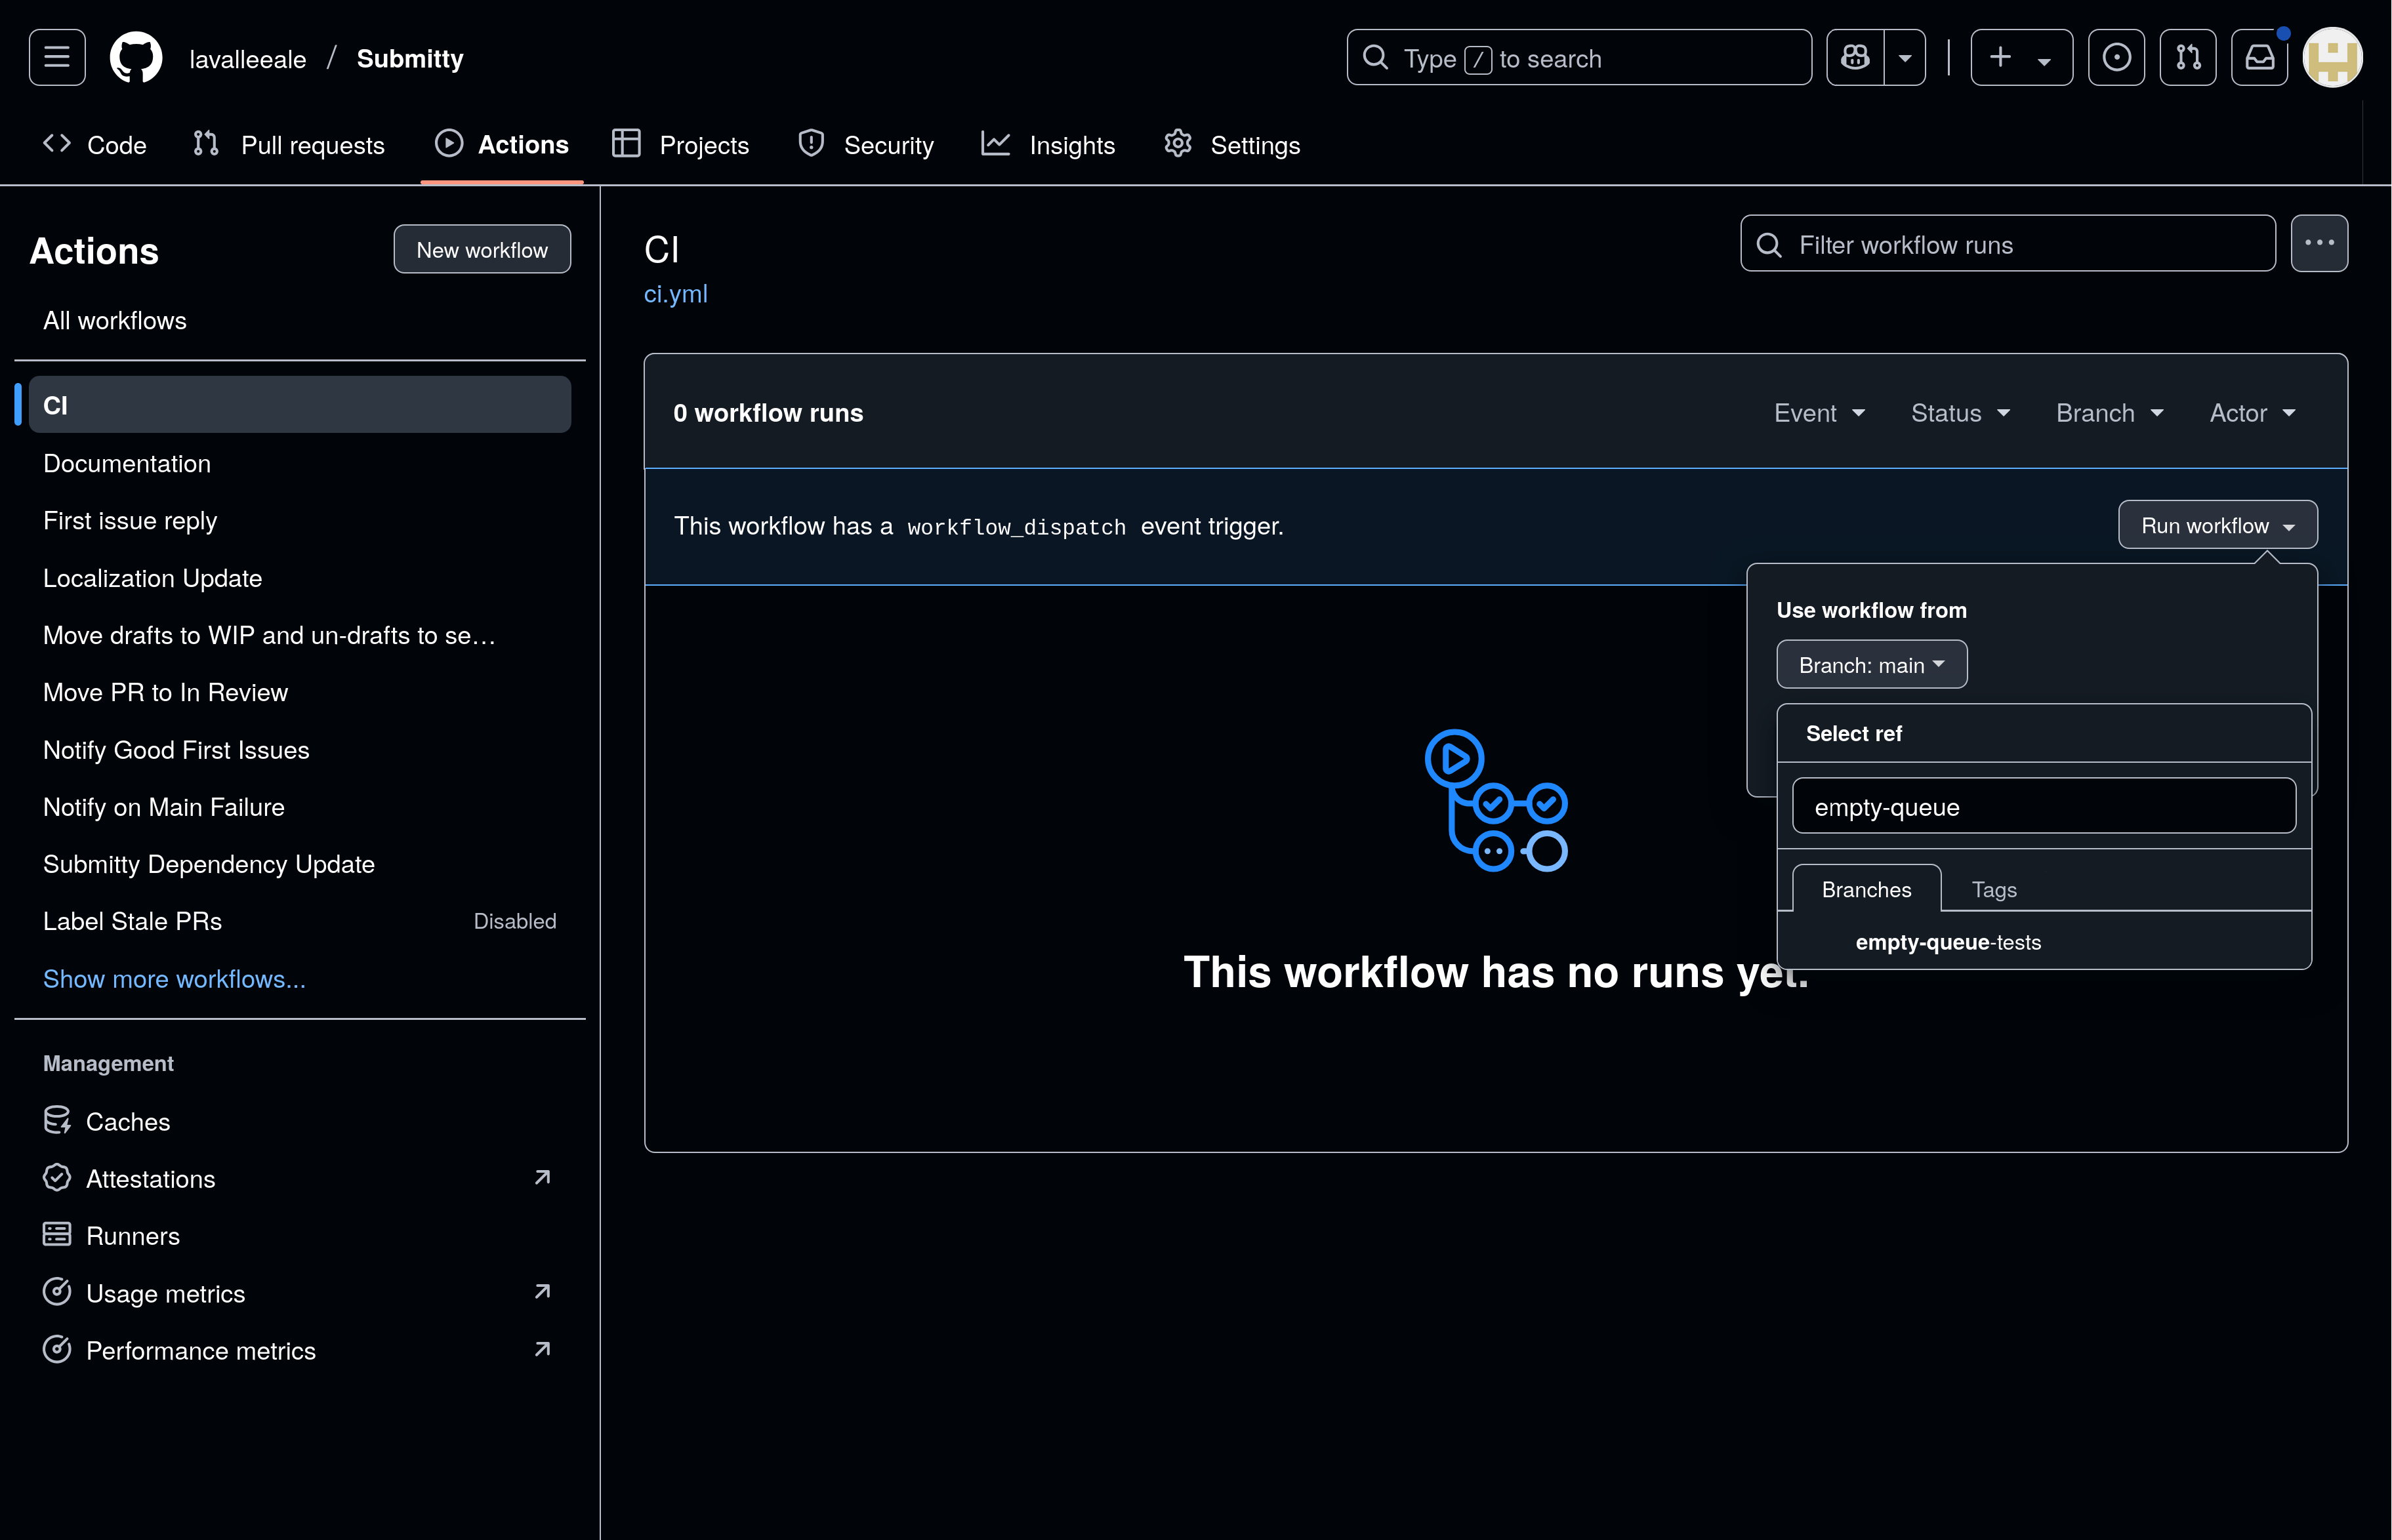 lavalleeale / Submitty
Type / to search
Code
Pull requests
Actions
Projects
Security
Insights
Settings
Actions
New workflow
All workflows
CI
Documentation
First issue reply
Localization Update
Move drafts to WIP and un-drafts to se...
Move PR to In Review
Notify Good First Issues
Notify on Main Failure
Submitty Dependency Update
Label Stale PRs
Disabled
Show more workflows...
Management
Caches
Attestations
Runners
Usage metrics
Performance metrics
CI
ci.yml
Filter workflow runs
0 workflow runs
Event
Status
Branch
Actor
This workflow has a workflow_dispatch event trigger.
Run workflow
Use workflow from
Branch: main
Select ref
empty-queue
Branches
Tags
empty-queue-tests
This workflow has no runs yet.